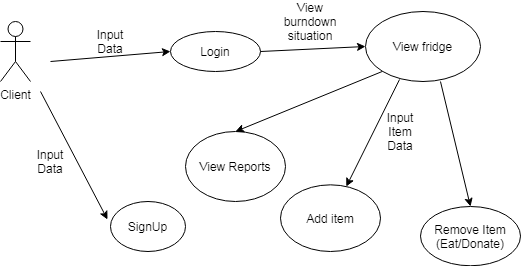 View
burndown
situation
Input
Data
Login
View fridge
Client
Input
Item
Data
Input
Data
View Reports
Add item
SignUp
Remove Item
(Eat/Donate)